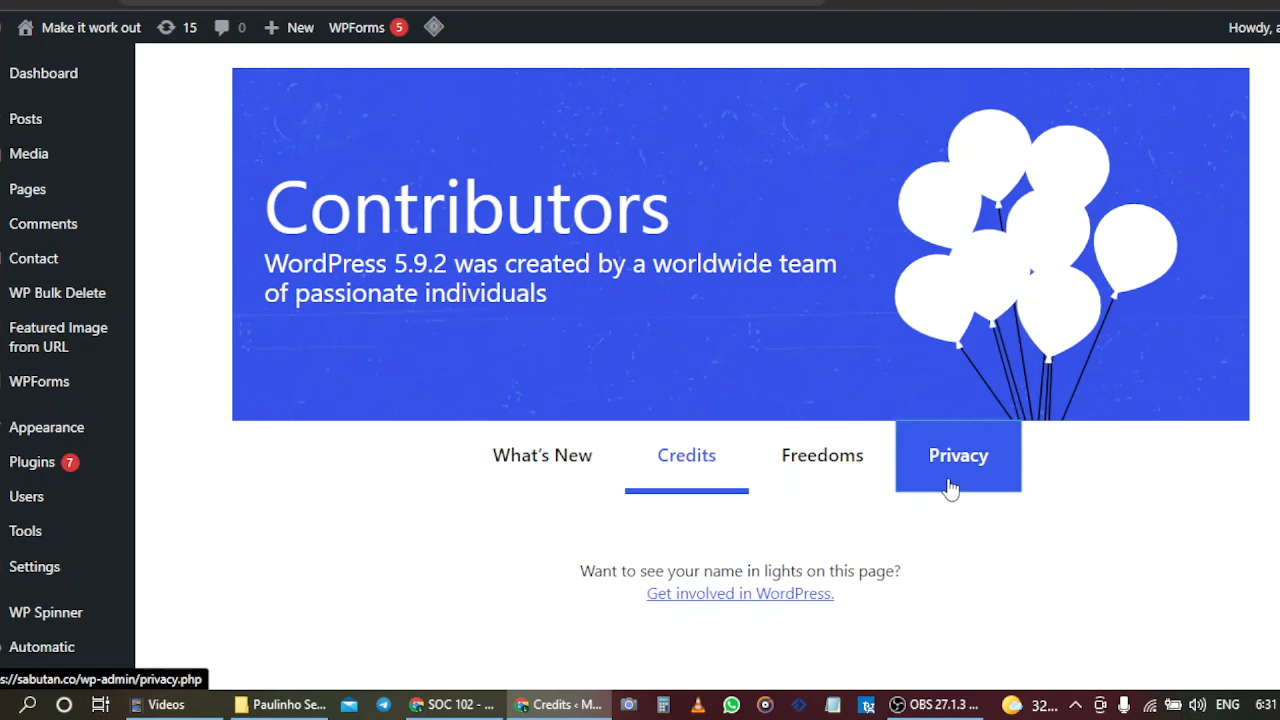 Make it work out 15 0 New WPForms 5 Howdy, a
Dashboard
Posts
Media
Pages
Comments
Contact
WP Bulk Delete
Featured Image
from URL
WPForms
Appearance
Plugins 7
Users
Tools
Settings
WP Spinner
Automatic
Contributors
WordPress 5.9.2 was created by a worldwide team
of passionate individuals
What's New Credits Freedoms Privacy
Want to see your name in lights on this page?
Get involved in WordPress.
s://sabutan.co/wp-admin/privacy.php
Videos Paulinho Se... SOC 102 - ... Credits ‹ M... OBS 27.1.3 ... 32... ENG 6:31